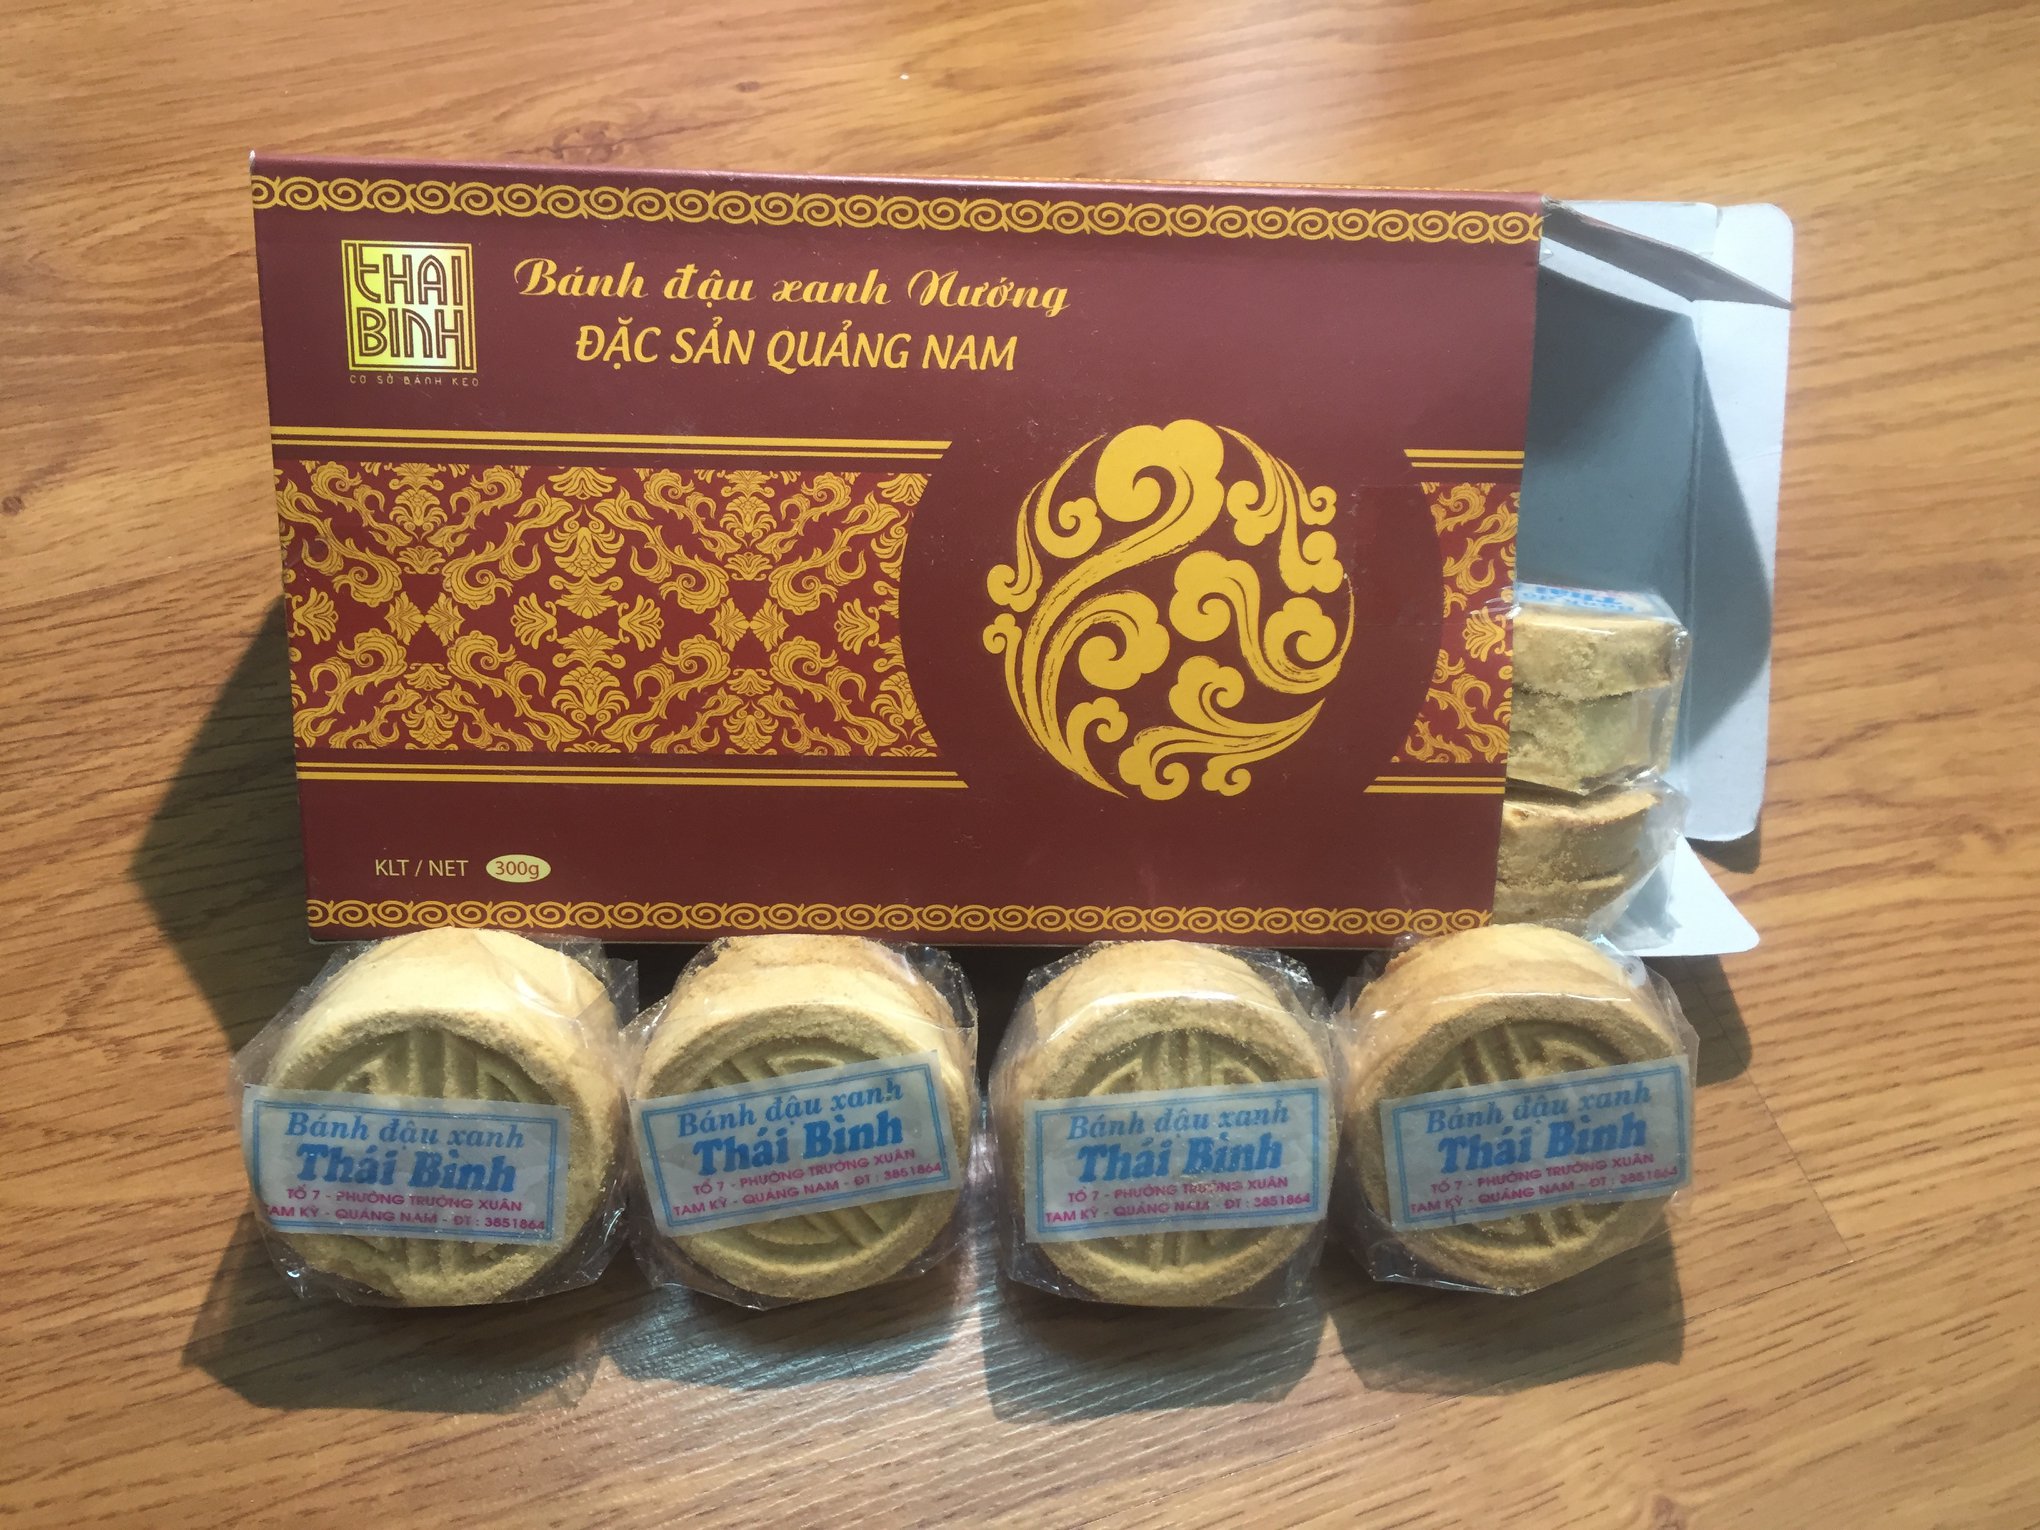 tHAI
BINH
CƠ SỞ BÁNH KẸO
Bánh đậu xanh Nướng
ĐẶC SẢN QUẢNG NAM
KLT / NET 300g
Thái
Bánh đậu xanh
Thái Bình
TỔ 7 - PHƯỜNG TRƯỜNG XUÂN
TAM KỲ - QUẢNG NAM - ĐT : 3851864
Bánh đậu xanh
Thái Bình
TỔ 7 - PHƯỜNG TRƯỜNG XUÂN
TAM KỲ - QUẢNG NAM - ĐT : 3851864
Bánh đậu xanh
Thái Bình
TỔ 7 - PHƯỜNG TRƯỜNG XUÂN
TAM KỲ - QUẢNG NAM - ĐT : 3851864
Bánh đậu xanh
Thái Bình
TỔ 7 - PHƯỜNG TRƯỜNG XUÂN
TAM KỲ - QUẢNG NAM - ĐT : 3851864